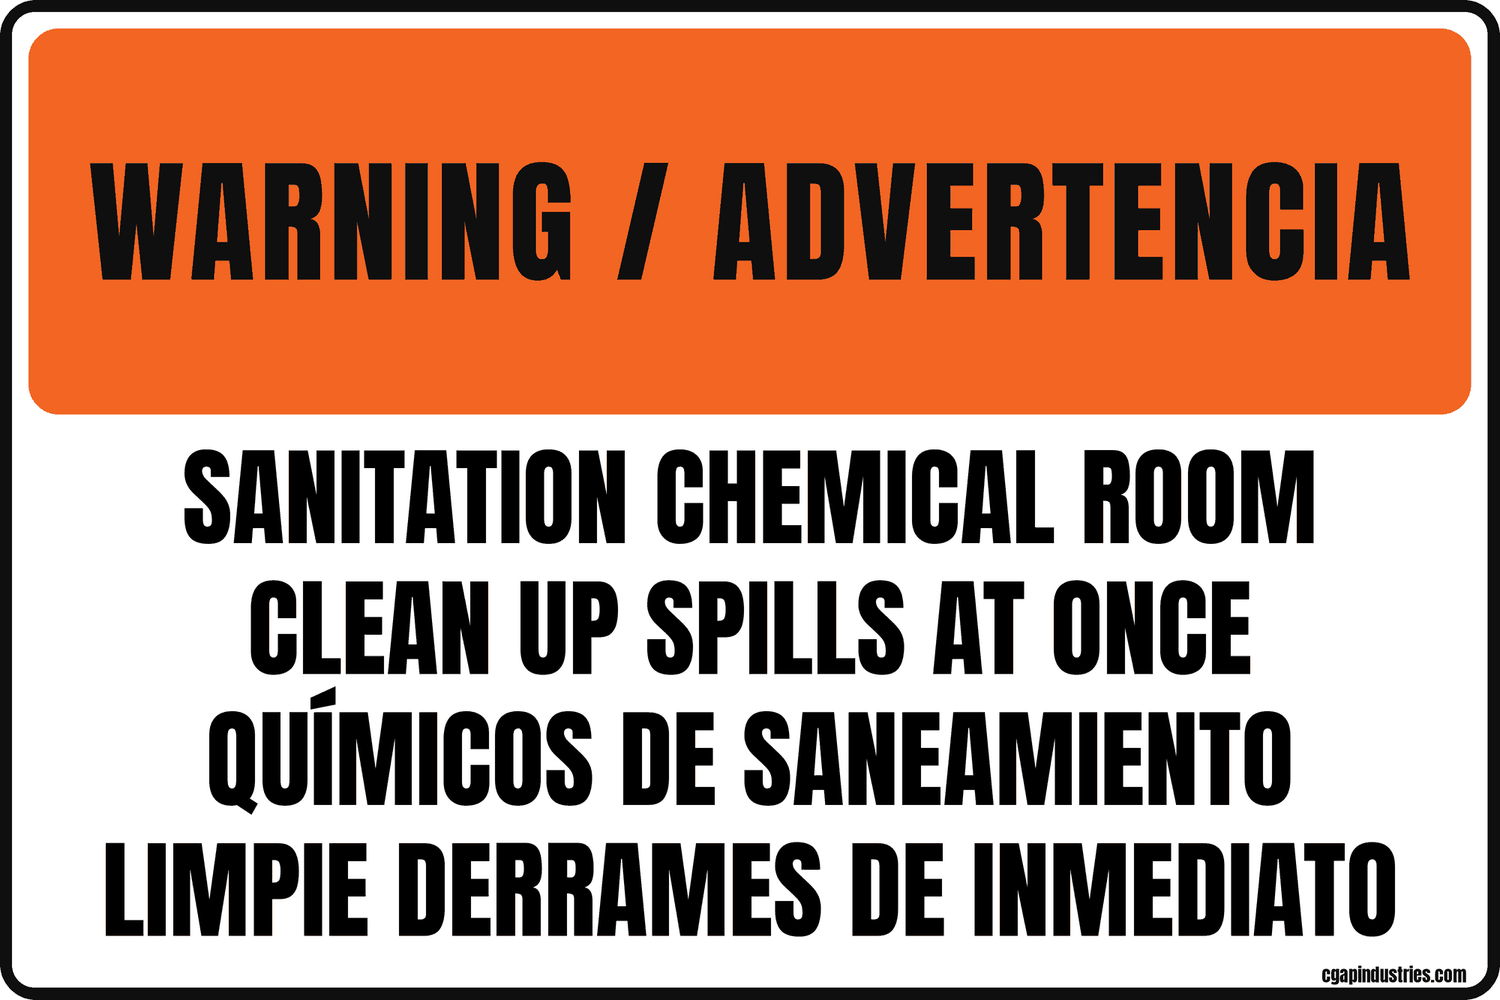 WARNING / ADVERTENCIA
SANITATION CHEMICAL ROOM
CLEAN UP SPILLS AT ONCE
QUÍMICOS DE SANEAMIENTO
LIMPIE DERRAMES DE INMEDIATO
cgapindustries.com